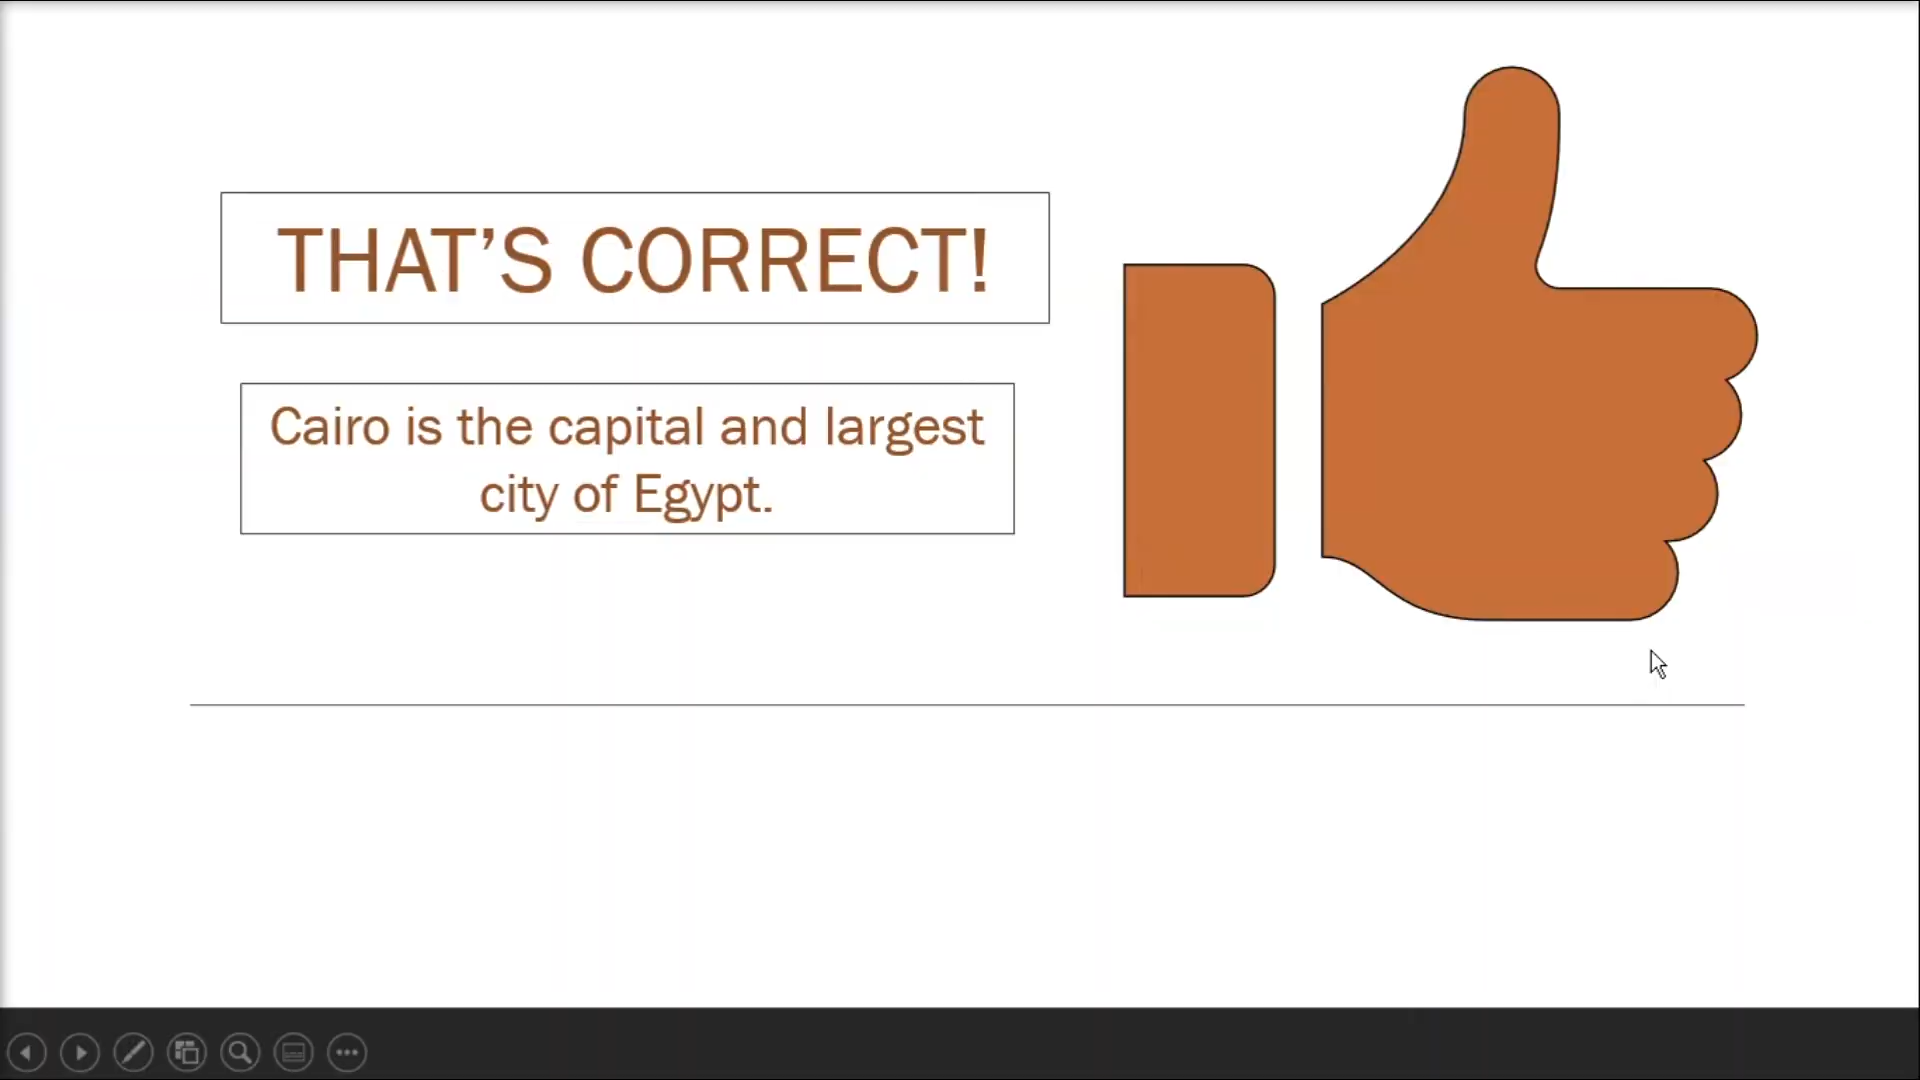 THAT’S CORRECT!
Cairo is the capital and largest
city of Egypt.